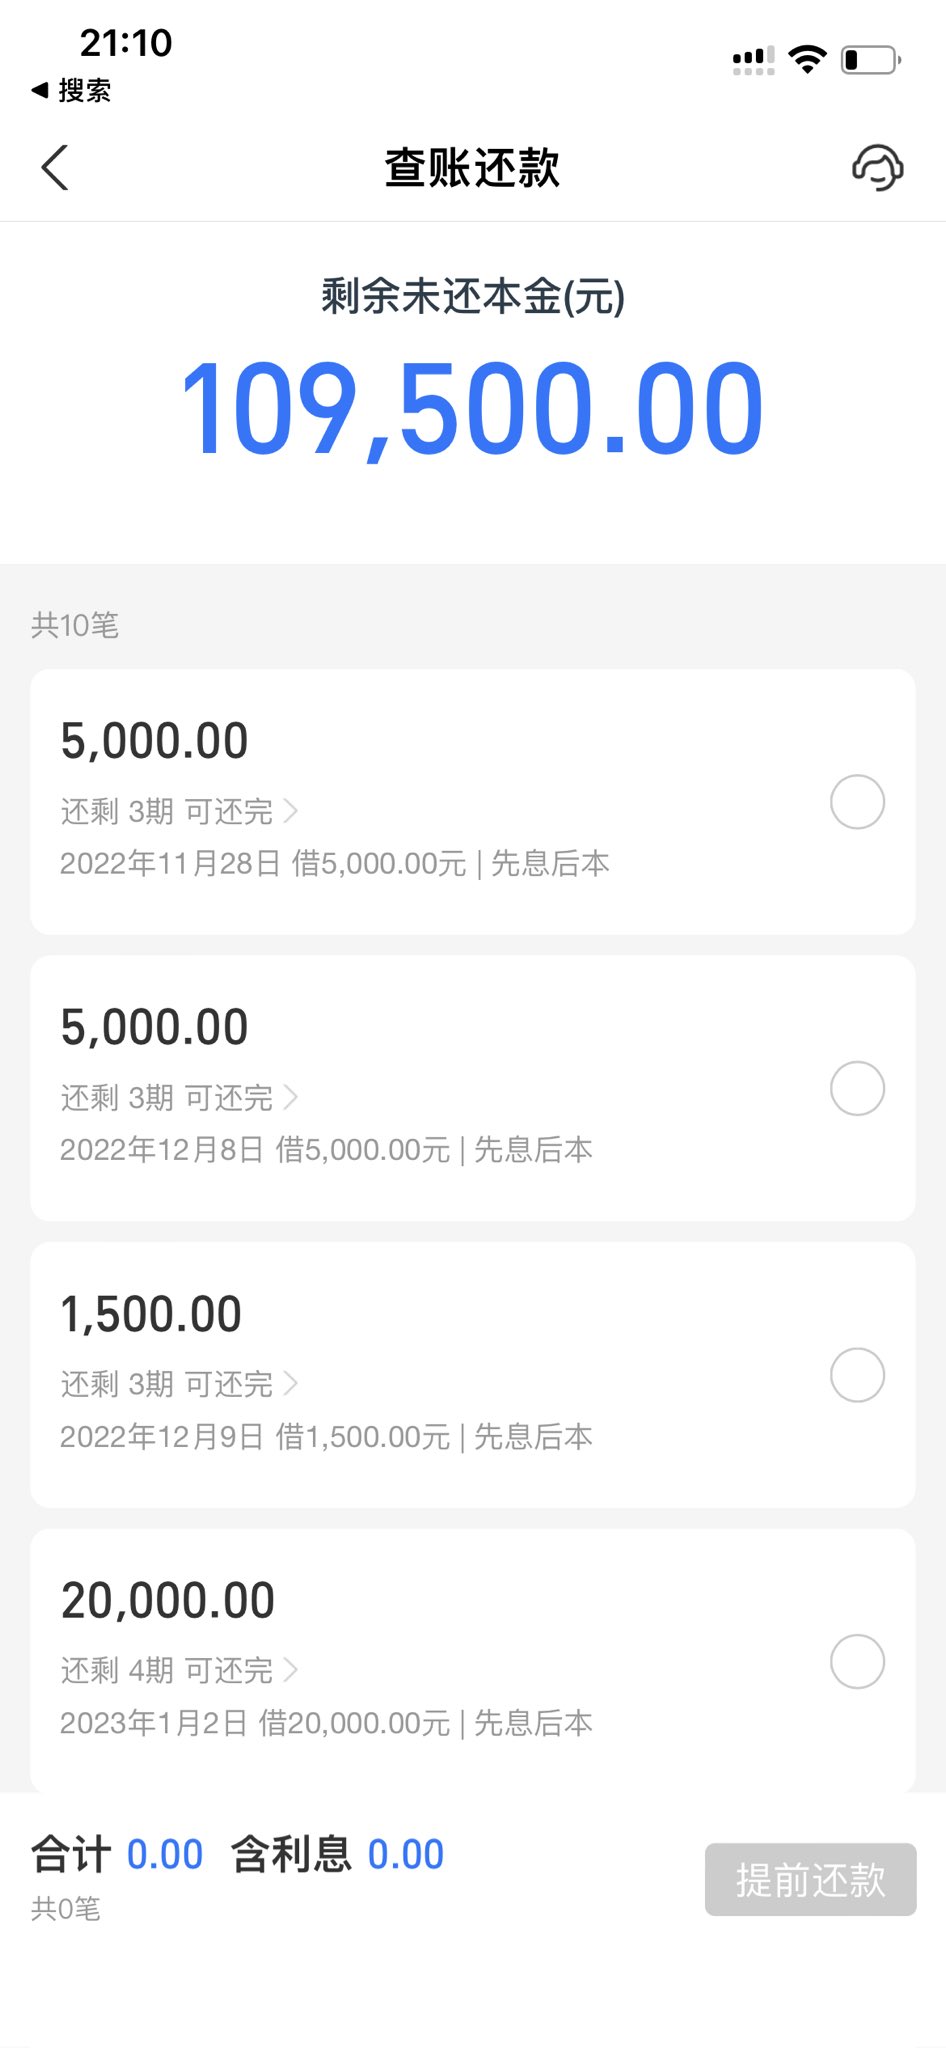 21:10
◀ 搜索
查账还款
剩余未还本金(元)
109,500.00
共10笔
5,000.00
还剩 3期 可还完
2022年11月28日 借5,000.00元 | 先息后本
5,000.00
还剩 3期 可还完
2022年12月8日 借5,000.00元 | 先息后本
1,500.00
还剩 3期 可还完
2022年12月9日 借1,500.00元 | 先息后本
20,000.00
还剩 4期 可还完
2023年1月2日 借20,000.00元 | 先息后本
合计 0.00 含利息 0.00
共0笔
提前还款